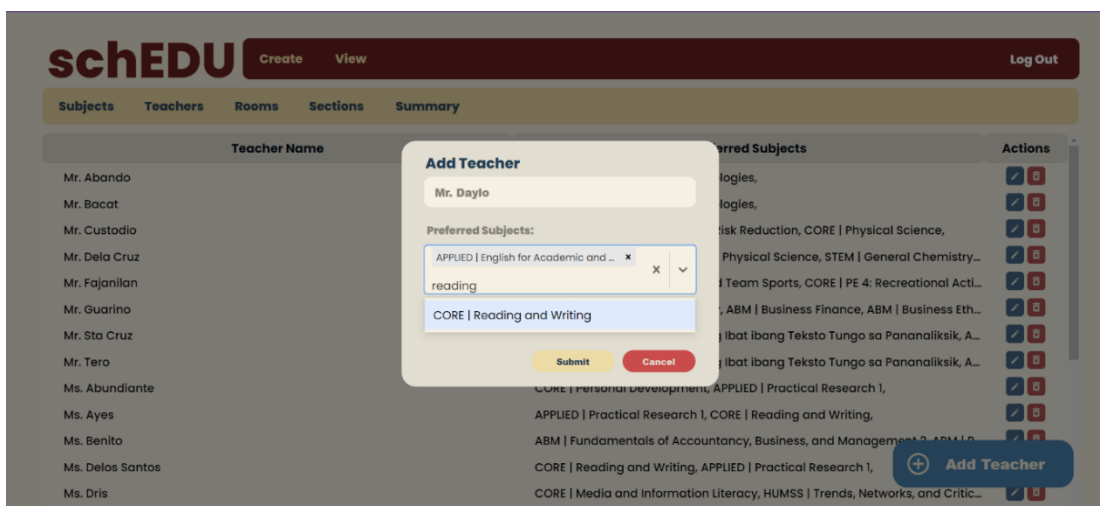 schEDU
Create View Log Out
Subjects Teachers Rooms Sections Summary
Teacher Name erred Subjects Actions
Mr. Abando ologies,
Mr. Bacat ologies,
Mr. Custodio Risk Reduction, CORE | Physical Science,
Mr. Dela Cruz Physical Science, STEM | General Chemistry...
Mr. Fajanilan d Team Sports, CORE | PE 4: Recreational Acti...
Mr. Guarino , ABM | Business Finance, ABM | Business Eth...
Mr. Sta Cruz g Ibat ibang Teksto Tungo sa Pananaliksik, A...
Mr. Tero g Ibat ibang Teksto Tungo sa Pananaliksik, A...
Ms. Abundiante CORE | Personal Development, APPLIED | Practical Research 1,
Ms. Ayes APPLIED | Practical Research 1, CORE | Reading and Writing,
Ms. Benito ABM | Fundamentals of Accountancy, Business, and Management 2, ABM |
Ms. Delos Santos CORE | Reading and Writing, APPLIED | Practical Research 1,
Ms. Dris CORE | Media and Information Literacy, HUMSS | Trends, Networks, and Critic...
Add Teacher
Mr. Daylo
Preferred Subjects:
APPLIED | English for Academic and ... x
reading
CORE | Reading and Writing
Submit Cancel
Add Teacher